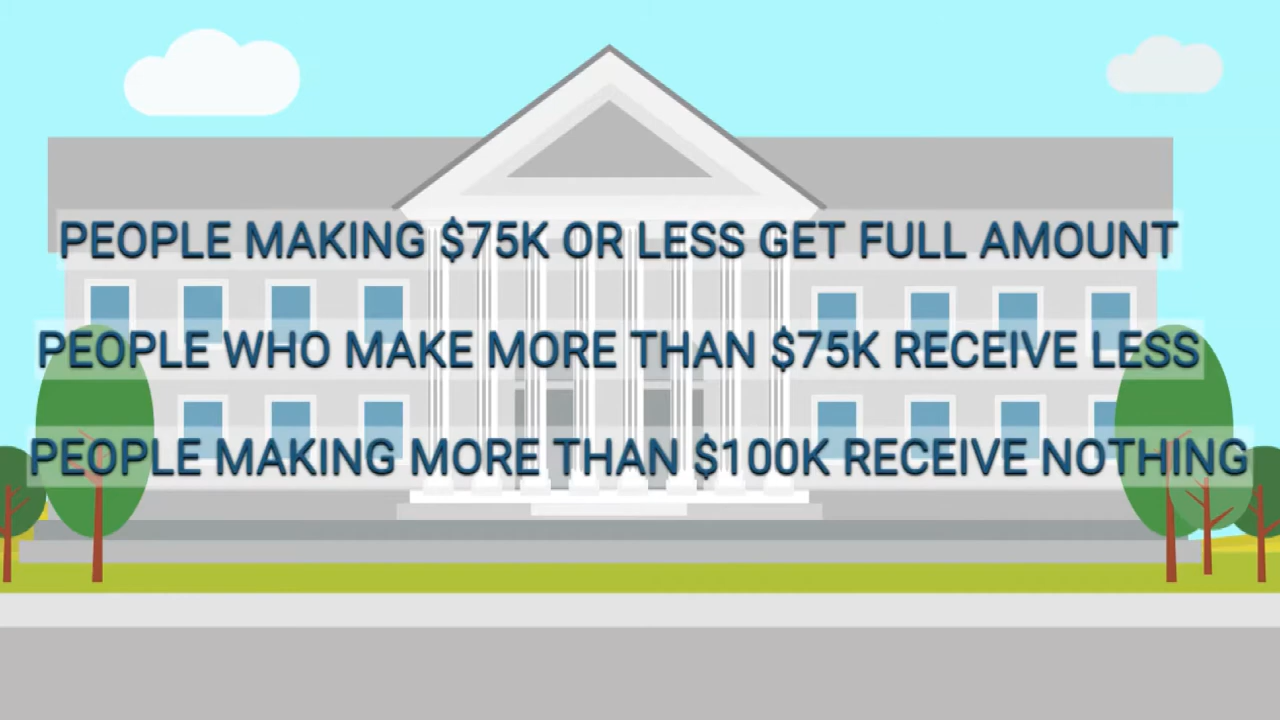 PEOPLE MAKING $75K OR LESS GET FULL AMOUNT
PEOPLE WHO MAKE MORE THAN $75K RECEIVE LESS
PEOPLE MAKING MORE THAN $100K RECEIVE NOTHING